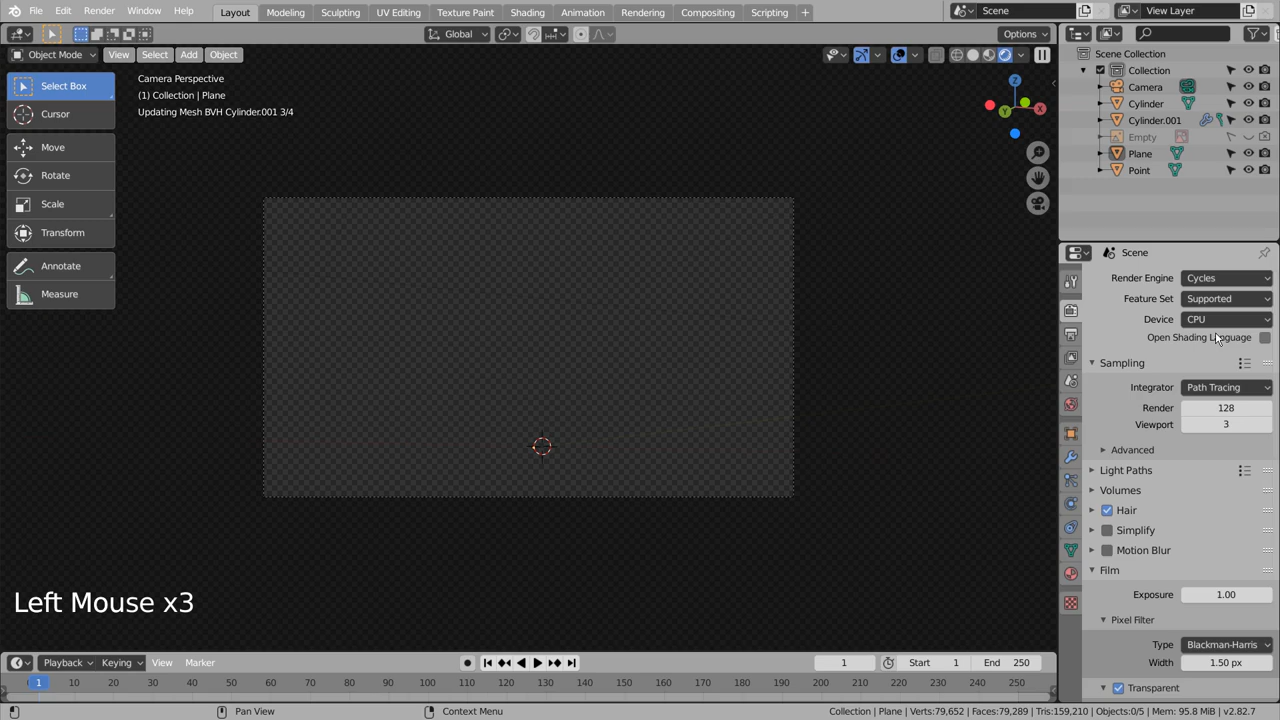 File Edit Render Window Help Layout Modeling Sculpting UV Editing Texture Paint Shading Animation Rendering Compositing Scripting + Scene View Layer
Global Options
Object Mode View Select Add Object
Select Box
Cursor
Move
Rotate
Scale
Transform
Annotate
Measure
Camera Perspective
(1) Collection | Plane
Updating Mesh BVH Cylinder.001 3/4
Z
Y
X
Left Mouse x3
Scene Collection
Collection
Camera
Cylinder
Cylinder.001
Empty
Plane
Point
Scene
Render Engine Cycles
Feature Set Supported
Device CPU
Open Shading Language
Sampling
Integrator Path Tracing
Render 128
Viewport 3
Advanced
Light Paths
Volumes
Hair
Simplify
Motion Blur
Film
Exposure 1.00
Pixel Filter
Type Blackman-Harris
Width 1.50 px
Transparent
Playback Keying View Marker 1 Start 1 End 250
1 10 20 30 40 50 60 70 80 90 100 110 120 130 140 150 160 170 180 190 200 210 220 230 240 250
Pan View Context Menu Collection | Plane | Verts:79,652 | Faces:79,289 | Tris:159,210 | Objects:0/5 | Mem: 95.8 MiB | v2.82.7